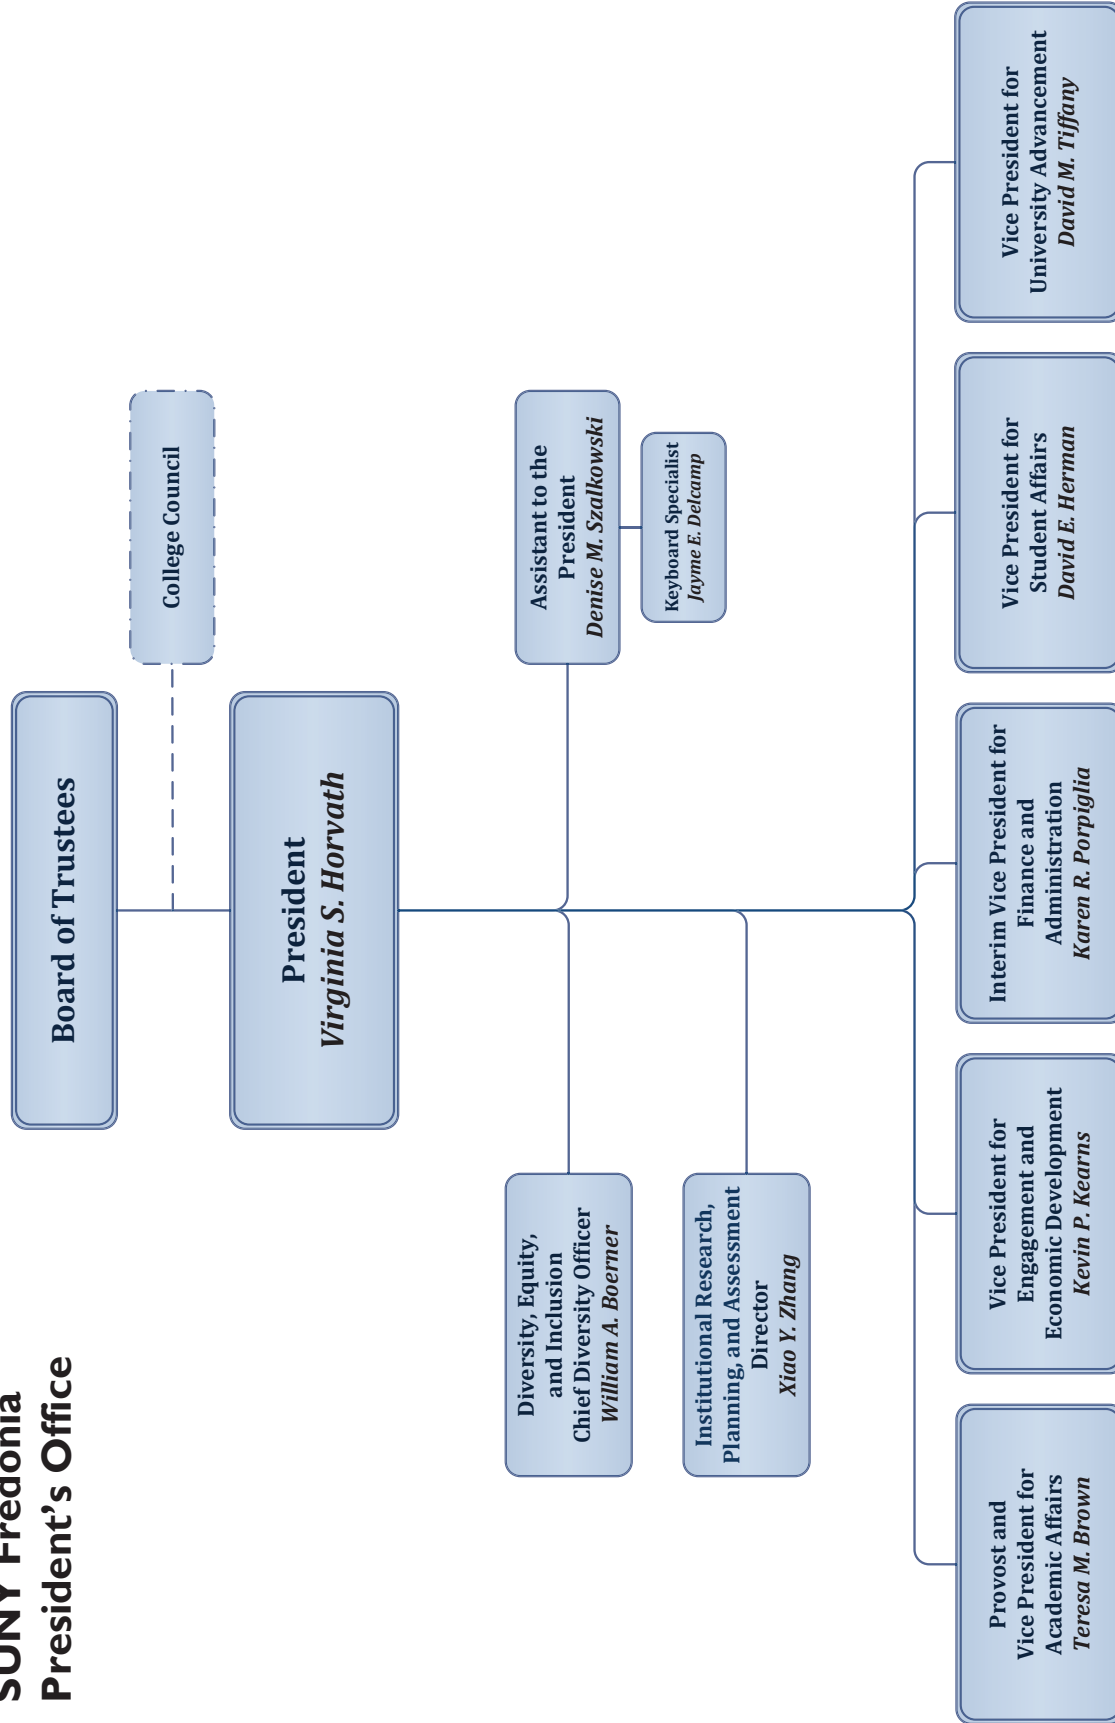 SUNY Fredonia
President’s Office
Board of Trustees
College Council
President
Virginia S. Horvath
Diversity, Equity,
and Inclusion
Chief Diversity Officer
William A. Boerner
Assistant to the
President
Denise M. Szalkowski
Keyboard Specialist
Jayme E. Delcamp
Institutional Research,
Planning, and Assessment
Director
Xiao Y. Zhang
Provost and
Vice President for
Academic Affairs
Teresa M. Brown
Vice President for
Engagement and
Economic Development
Kevin P. Kearns
Interim Vice President for
Finance and
Administration
Karen R. Porpiglia
Vice President for
Student Affairs
David E. Herman
Vice President for
University Advancement
David M. Tiffany